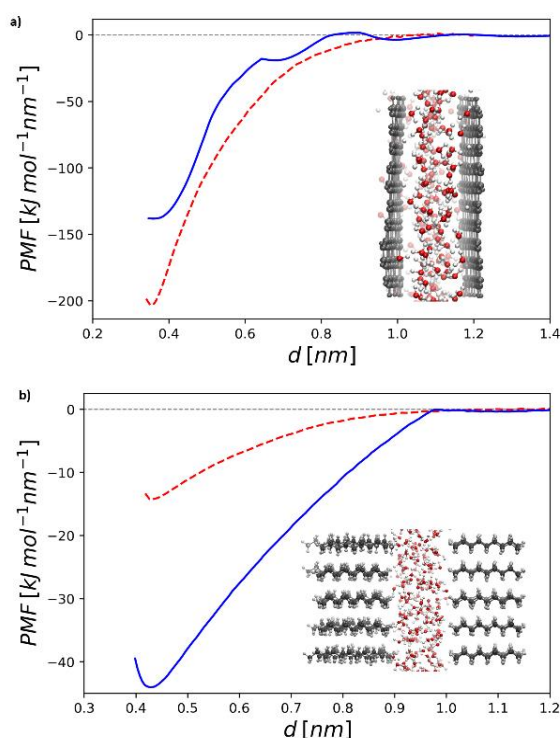 a)
0
−50
−100
−150
−200
PMF [kJ mol⁻¹nm⁻¹]
0.2 0.4 0.6 0.8 1.0 1.2 1.4
d [nm]
b)
0
−10
−20
−30
−40
PMF [kJ mol⁻¹nm⁻¹]
0.3 0.4 0.5 0.6 0.7 0.8 0.9 1.0 1.1 1.2
d [nm]